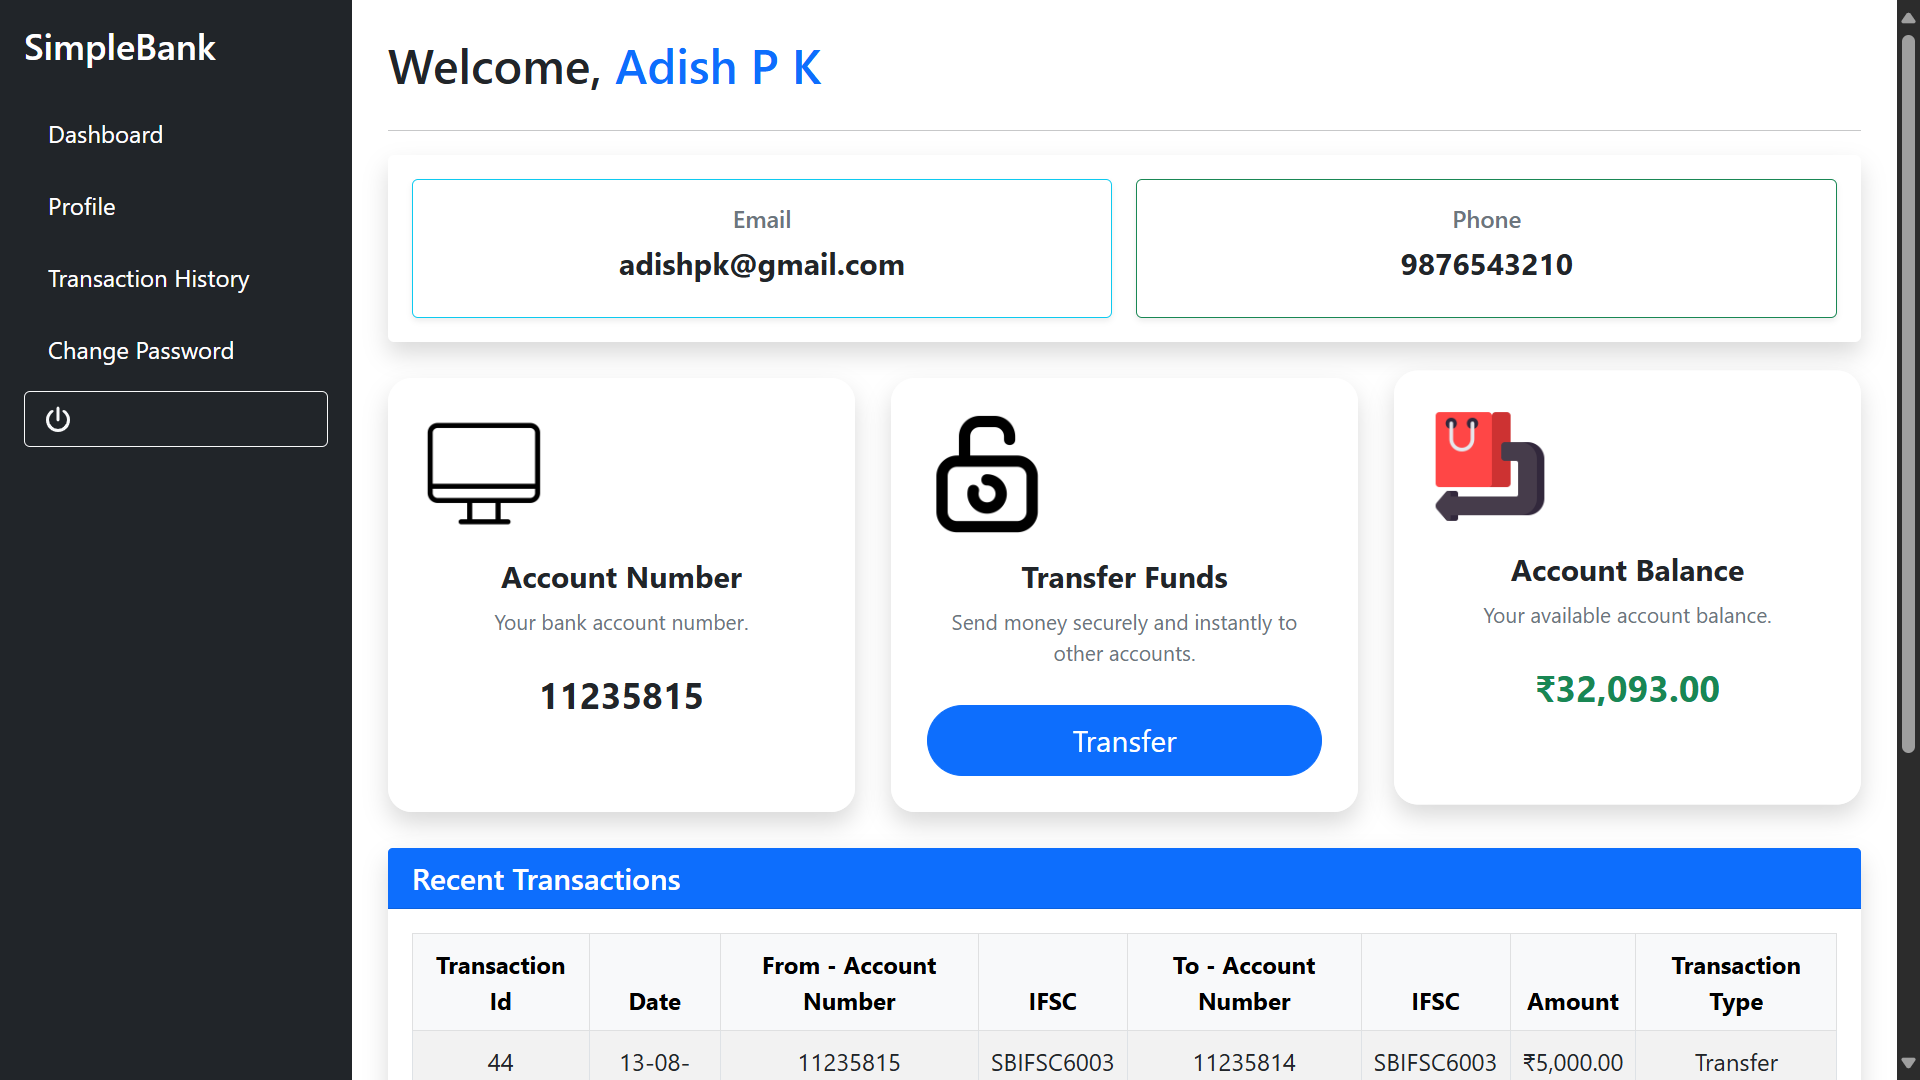 SimpleBank
Dashboard
Profile
Transaction History
Change Password
Welcome, Adish P K
Email
adishpk@gmail.com
Phone
9876543210
Account Number
Your bank account number.
11235815
Transfer Funds
Send money securely and instantly to
other accounts.
Transfer
Account Balance
Your available account balance.
₹32,093.00
Recent Transactions
Transaction Id Date From - Account Number IFSC To - Account Number IFSC Amount Transaction Type
44 13-08- 11235815 SBIFSC6003 11235814 SBIFSC6003 ₹5,000.00 Transfer